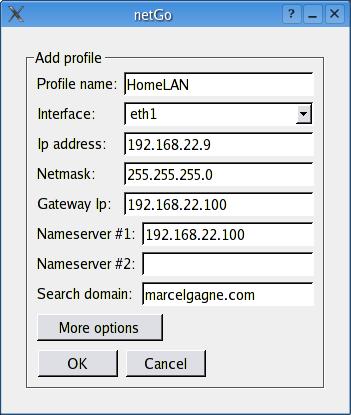 netGo
Add profile
Profile name: HomeLAN
Interface: eth1
Ip address: 192.168.22.9
Netmask: 255.255.255.0
Gateway Ip: 192.168.22.100
Nameserver #1: 192.168.22.100
Nameserver #2:
Search domain: marcelgagne.com
More options
OK Cancel